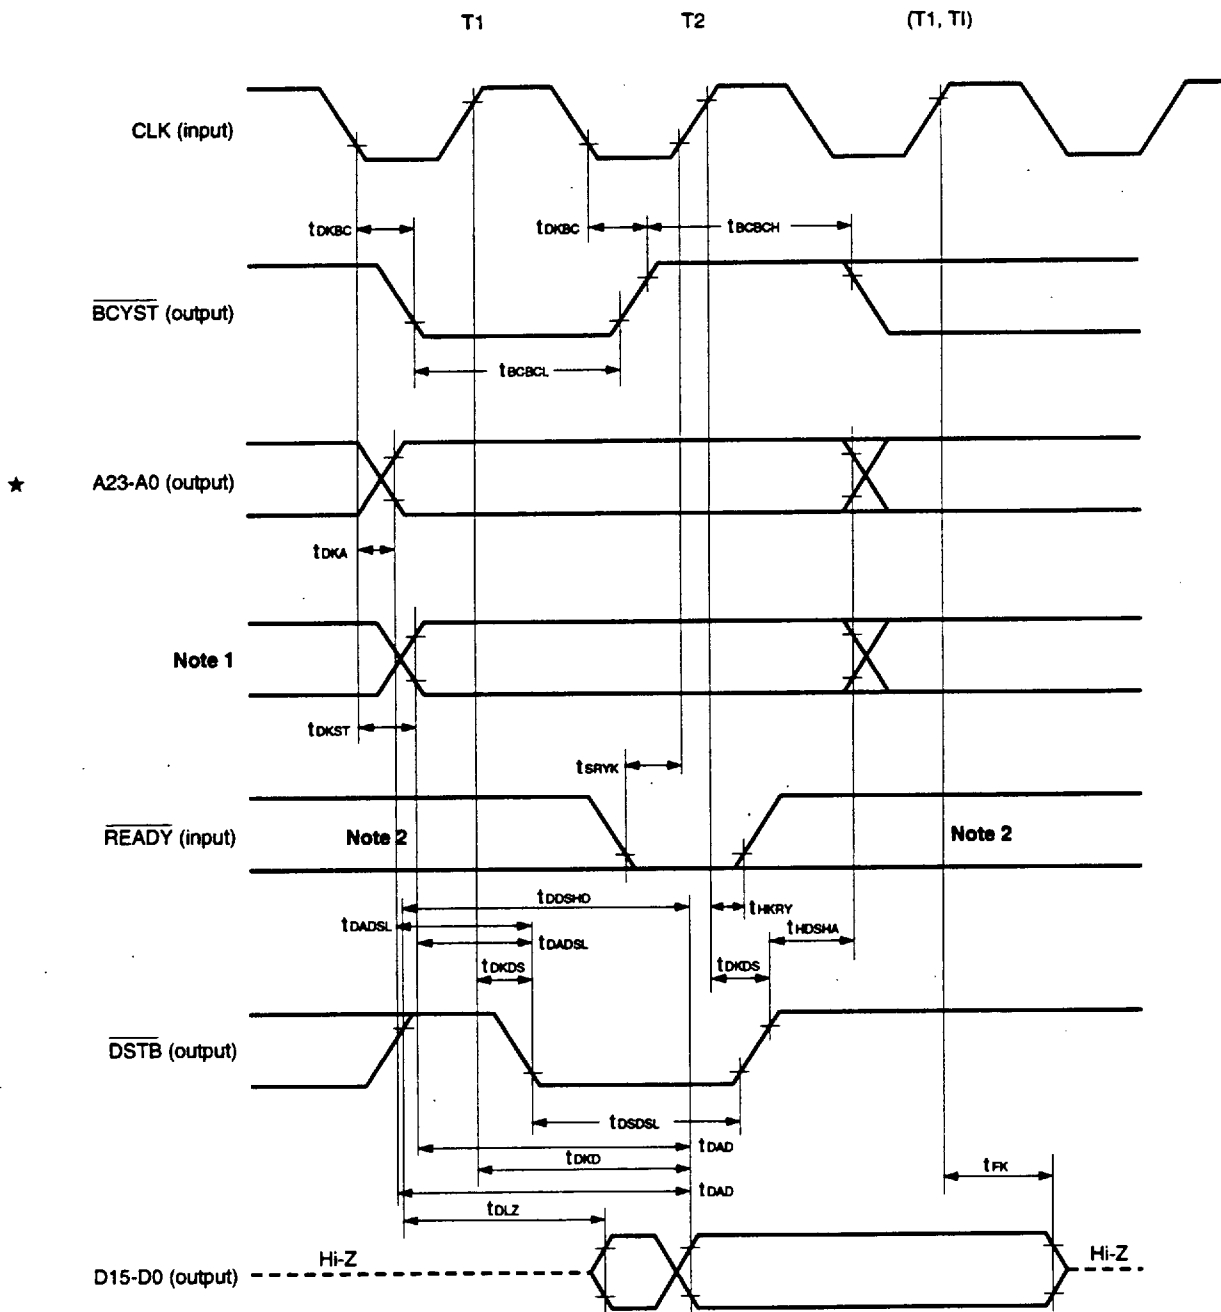 T1 T2 (T1, TI)
CLK (input)
tDKBC tDKBC tBCBCH
BCYST (output)
tBCBCL
★ A23-A0 (output)
tDKA
Note 1
tDKST
tSRYK
READY (input) Note 2 Note 2
tDDSHD tHKRY
tDADSL tHDSHA
tDADSL
tDKDS tDKDS
DSTB (output)
tDSDSL
tDAD
tDKD tFK
tDAD
tDLZ
Hi-Z Hi-Z
D15-D0 (output)